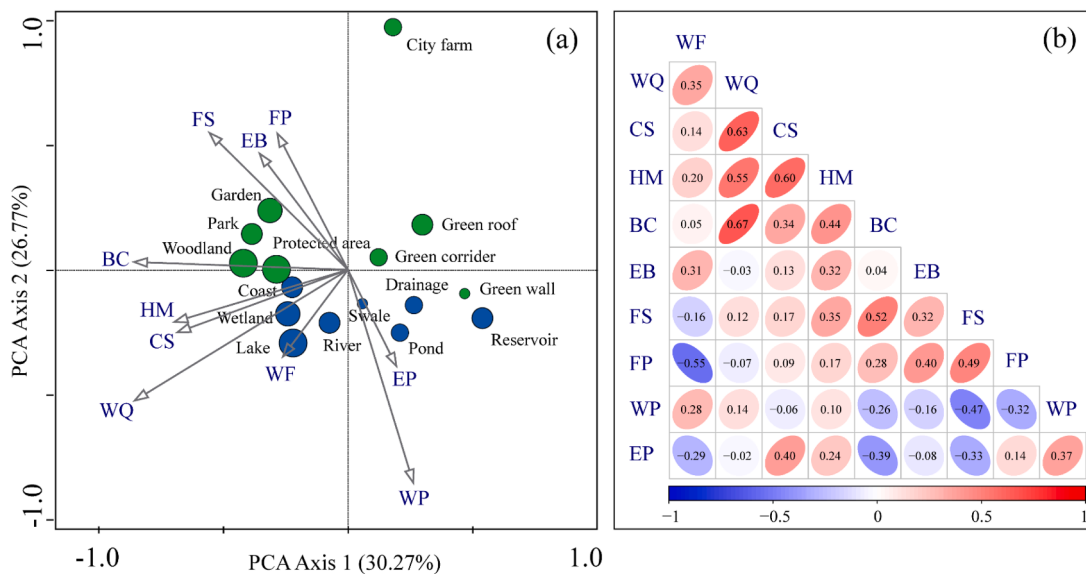 (a)
1.0
City farm
FS
FP
EB
Garden
Park
Green roof
Woodland
Protected area
BC
Green corrider
Coast
Drainage
Green wall
HM
Wetland
Swale
CS
Lake
River
Pond
Reservoir
WF
EP
WQ
WP
-1.0
-1.0
1.0
PCA Axis 1 (30.27%)
PCA Axis 2 (26.77%)
(b)
WF
WQ 0.35 WQ
CS 0.14 0.63 CS
HM 0.20 0.55 0.60 HM
BC 0.05 0.67 0.34 0.44 BC
EB 0.31 −0.03 0.13 0.32 0.04 EB
FS −0.16 0.12 0.17 0.35 0.52 0.32 FS
FP −0.55 −0.07 0.09 0.17 0.28 0.40 0.49 FP
WP 0.28 0.14 −0.06 0.10 −0.26 −0.16 −0.47 −0.32 WP
EP −0.29 −0.02 0.40 0.24 −0.39 −0.08 −0.33 0.14 0.37
−1 −0.5 0 0.5 1